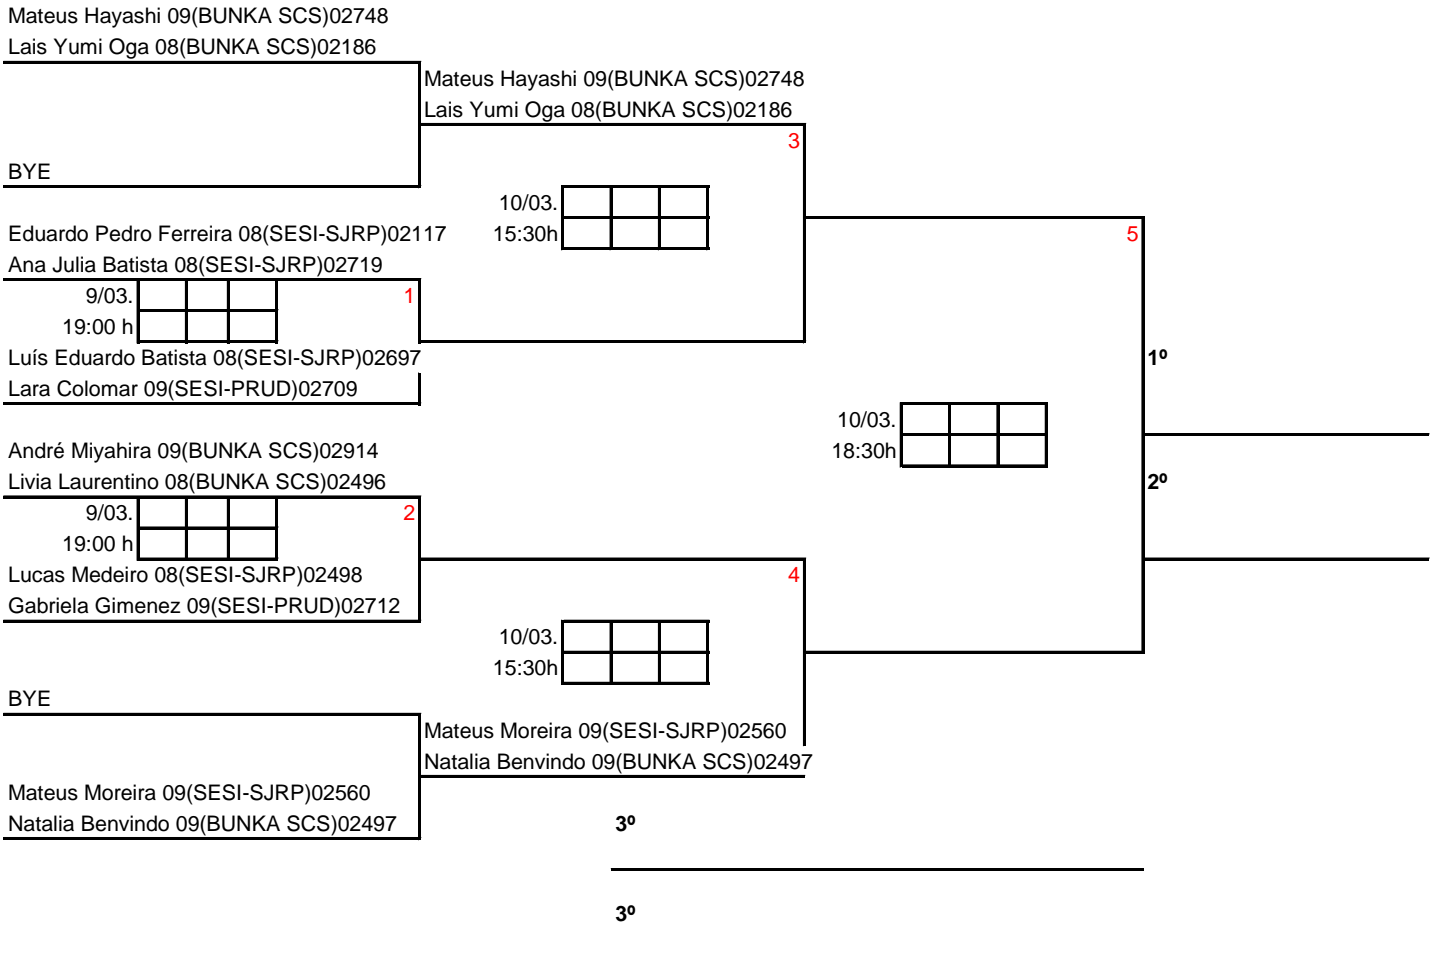 Mateus Hayashi 09(BUNKA SCS)02748
Lais Yumi Oga 08(BUNKA SCS)02186
Mateus Hayashi 09(BUNKA SCS)02748
Lais Yumi Oga 08(BUNKA SCS)02186
3
BYE
10/03.
15:30h
Eduardo Pedro Ferreira 08(SESI-SJRP)02117
Ana Julia Batista 08(SESI-SJRP)02719
5
9/03.
19:00 h
1
Luís Eduardo Batista 08(SESI-SJRP)02697
Lara Colomar 09(SESI-PRUD)02709
1º
10/03.
18:30h
André Miyahira 09(BUNKA SCS)02914
Livia Laurentino 08(BUNKA SCS)02496
2º
9/03.
19:00 h
2
Lucas Medeiro 08(SESI-SJRP)02498
Gabriela Gimenez 09(SESI-PRUD)02712
4
10/03.
15:30h
BYE
Mateus Moreira 09(SESI-SJRP)02560
Natalia Benvindo 09(BUNKA SCS)02497
Mateus Moreira 09(SESI-SJRP)02560
Natalia Benvindo 09(BUNKA SCS)02497
3º
3º